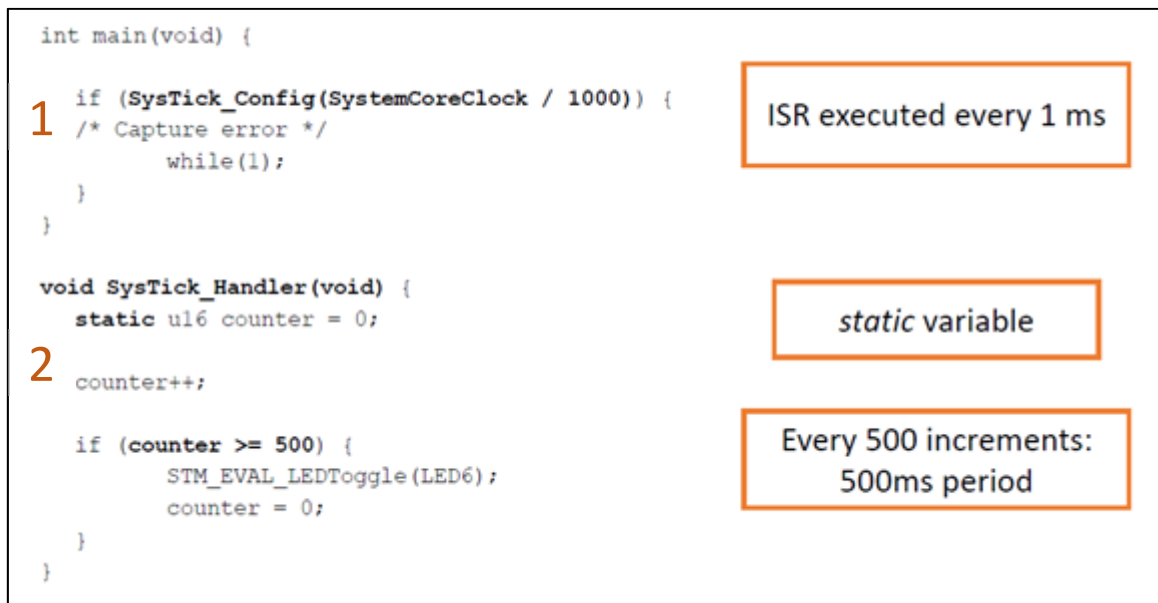 int main(void) {
1
if (SysTick_Config(SystemCoreClock / 1000)) {
/* Capture error */
while(1);
}
}
ISR executed every 1 ms
void SysTick_Handler(void) {
static u16 counter = 0;
static variable
2
counter++;
if (counter >= 500) {
STM_EVAL_LEDToggle(LED6);
counter = 0;
}
}
Every 500 increments:
500ms period